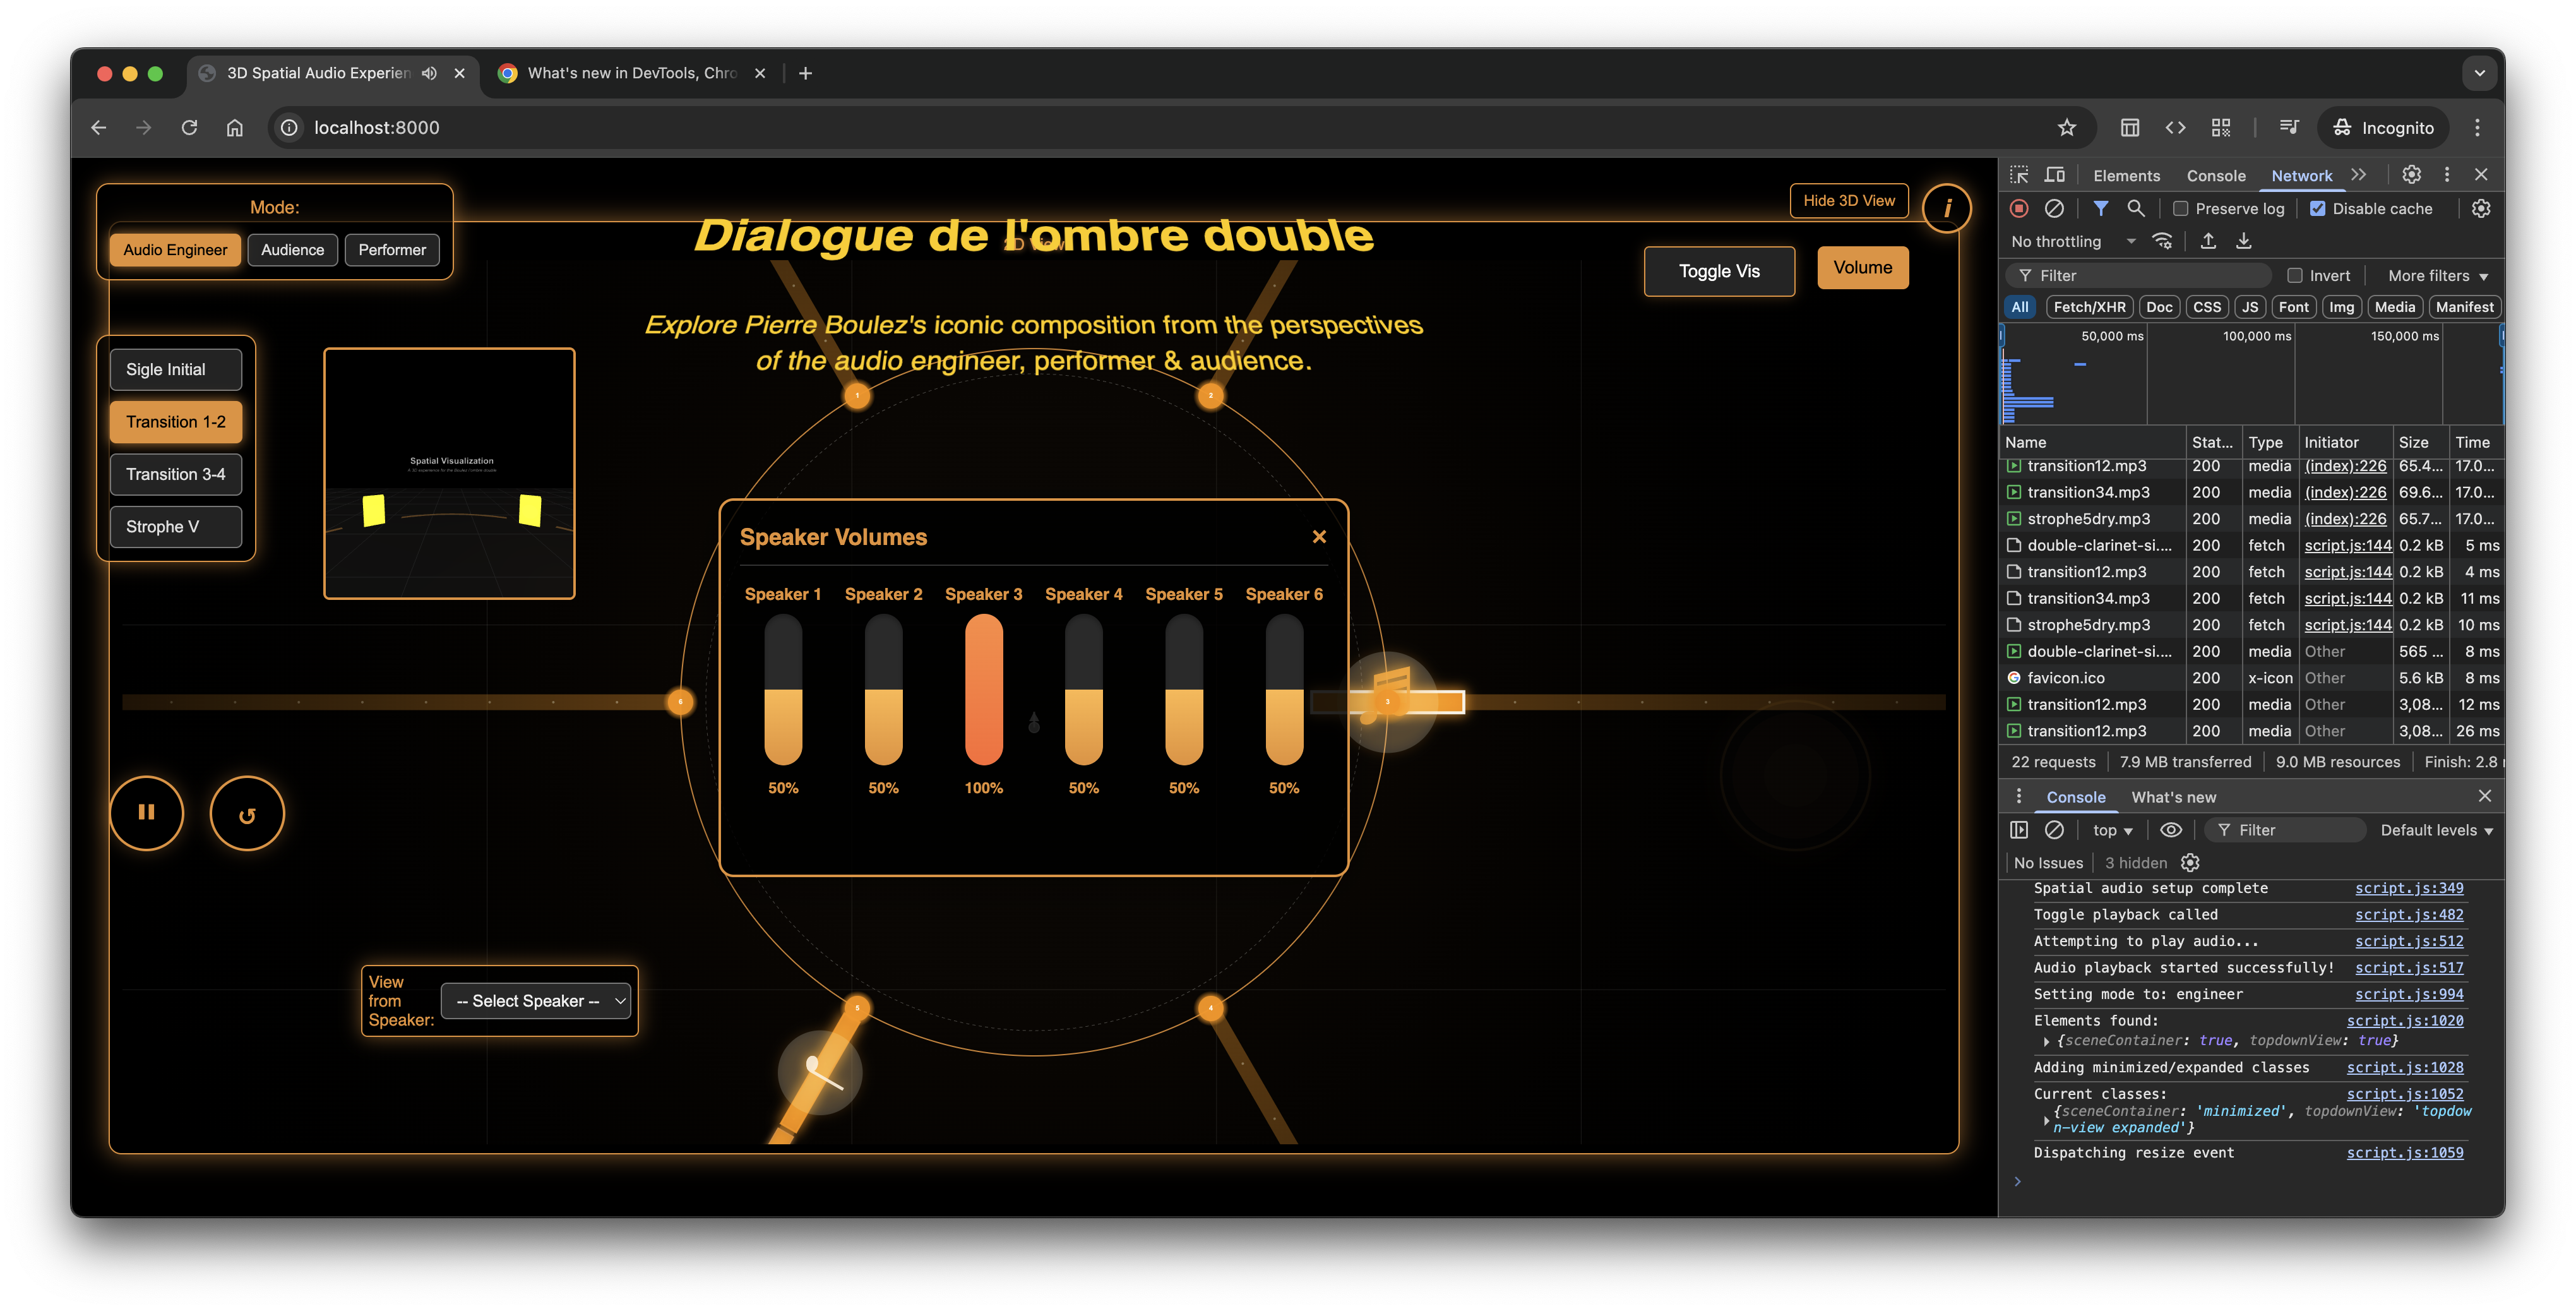 3D Spatial Audio Experien
What's new in DevTools, Chro
localhost:8000
Incognito
Mode:
Audio Engineer
Audience
Performer
Hide 3D View
i
Dialogue de l'ombre double
Toggle Vis
Volume
Explore Pierre Boulez's iconic composition from the perspectives
of the audio engineer, performer & audience.
Sigle Initial
Transition 1-2
Transition 3-4
Strophe V
Spatial Visualization
1
2
Speaker Volumes
Speaker 1 Speaker 2 Speaker 3 Speaker 4 Speaker 5 Speaker 6
50% 50% 100% 50% 50% 50%
6
3
View
from
Speaker:
-- Select Speaker --
5
4
Elements Console Network
Preserve log Disable cache
No throttling
Filter Invert More filters
All Fetch/XHR Doc CSS JS Font Img Media Manifest
50,000 ms 100,000 ms 150,000 ms
Name Stat... Type Initiator Size Time
transition12.mp3 200 media (index):226 65.4... 17.0...
transition34.mp3 200 media (index):226 69.6... 17.0...
strophe5dry.mp3 200 media (index):226 65.7... 17.0...
double-clarinet-si.... 200 fetch script.js:144 0.2 kB 5 ms
transition12.mp3 200 fetch script.js:144 0.2 kB 4 ms
transition34.mp3 200 fetch script.js:144 0.2 kB 11 ms
strophe5dry.mp3 200 fetch script.js:144 0.2 kB 10 ms
double-clarinet-si.... 200 media Other 565 ... 8 ms
favicon.ico 200 x-icon Other 5.6 kB 8 ms
transition12.mp3 200 media Other 3,08... 12 ms
transition12.mp3 200 media Other 3,08... 26 ms
22 requests 7.9 MB transferred 9.0 MB resources Finish: 2.8
Console What's new
top Filter Default levels
No Issues 3 hidden
Spatial audio setup complete script.js:349
Toggle playback called script.js:482
Attempting to play audio... script.js:512
Audio playback started successfully! script.js:517
Setting mode to: engineer script.js:994
Elements found: script.js:1020
{sceneContainer: true, topdownView: true}
Adding minimized/expanded classes script.js:1028
Current classes: script.js:1052
{sceneContainer: 'minimized', topdownView: 'topdow
n-view expanded'}
Dispatching resize event script.js:1059